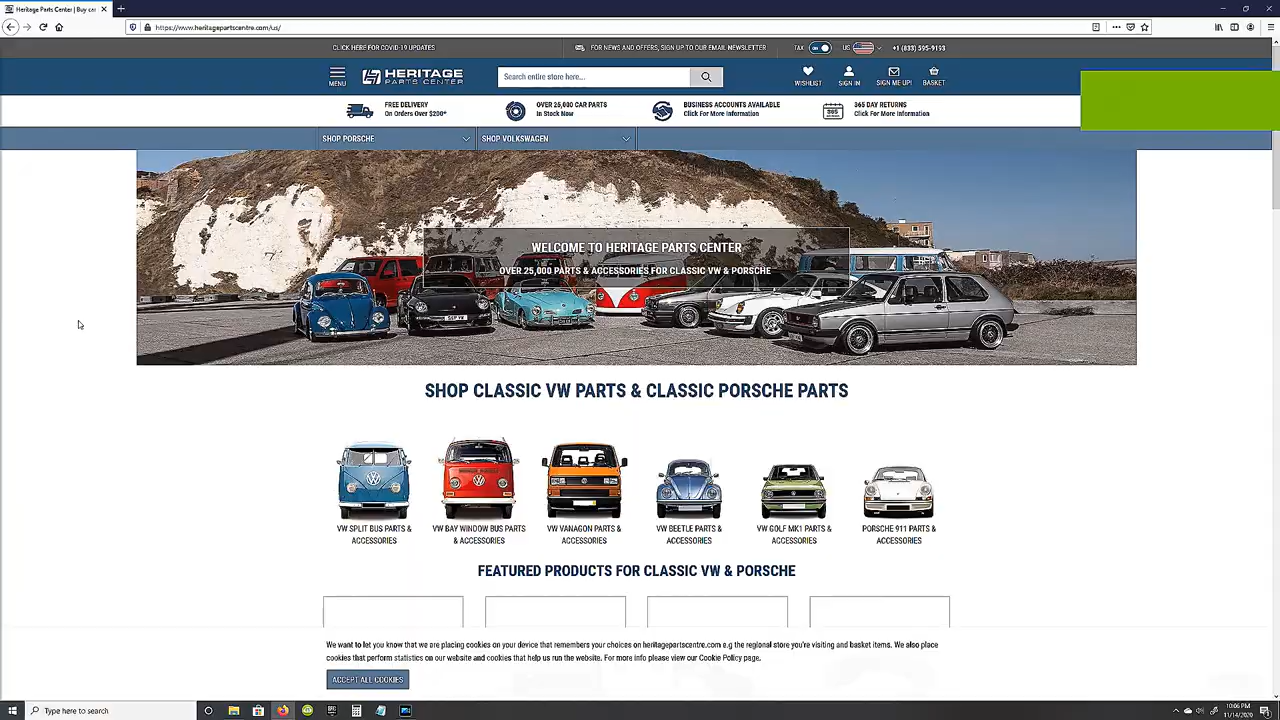 Heritage Parts Center | Buy car
https://www.heritagepartscentre.com/us/
CLICK HERE FOR COVID-19 UPDATES
FOR NEWS AND OFFERS, SIGN UP TO OUR EMAIL NEWSLETTER
TAX ON
US
+1 (833) 595-9193
MENU
HERITAGE
PARTS CENTER
Search entire store here...
WISHLIST
SIGN IN
SIGN ME UP!
BASKET
FREE DELIVERY
On Orders Over $200*
OVER 25,000 CAR PARTS
In Stock Now
BUSINESS ACCOUNTS AVAILABLE
Click For More Information
365
365 DAY RETURNS
Click For More Information
SHOP PORSCHE
SHOP VOLKSWAGEN
WELCOME TO HERITAGE PARTS CENTER
OVER 25,000 PARTS & ACCESSORIES FOR CLASSIC VW & PORSCHE
SHOP CLASSIC VW PARTS & CLASSIC PORSCHE PARTS
VW SPLIT BUS PARTS &
ACCESSORIES
VW BAY WINDOW BUS PARTS
& ACCESSORIES
VW VANAGON PARTS &
ACCESSORIES
VW BEETLE PARTS &
ACCESSORIES
VW GOLF MK1 PARTS &
ACCESSORIES
PORSCHE 911 PARTS &
ACCESSORIES
FEATURED PRODUCTS FOR CLASSIC VW & PORSCHE
We want to let you know that we are placing cookies on your device that remembers your choices on heritagepartscentre.com e.g the regional store you're visiting and basket items. We also place
cookies that perform statistics on our website and cookies that help us run the website. For more info please view our Cookie Policy page.
ACCEPT ALL COOKIES
Type here to search
10:06 PM
11/14/2020